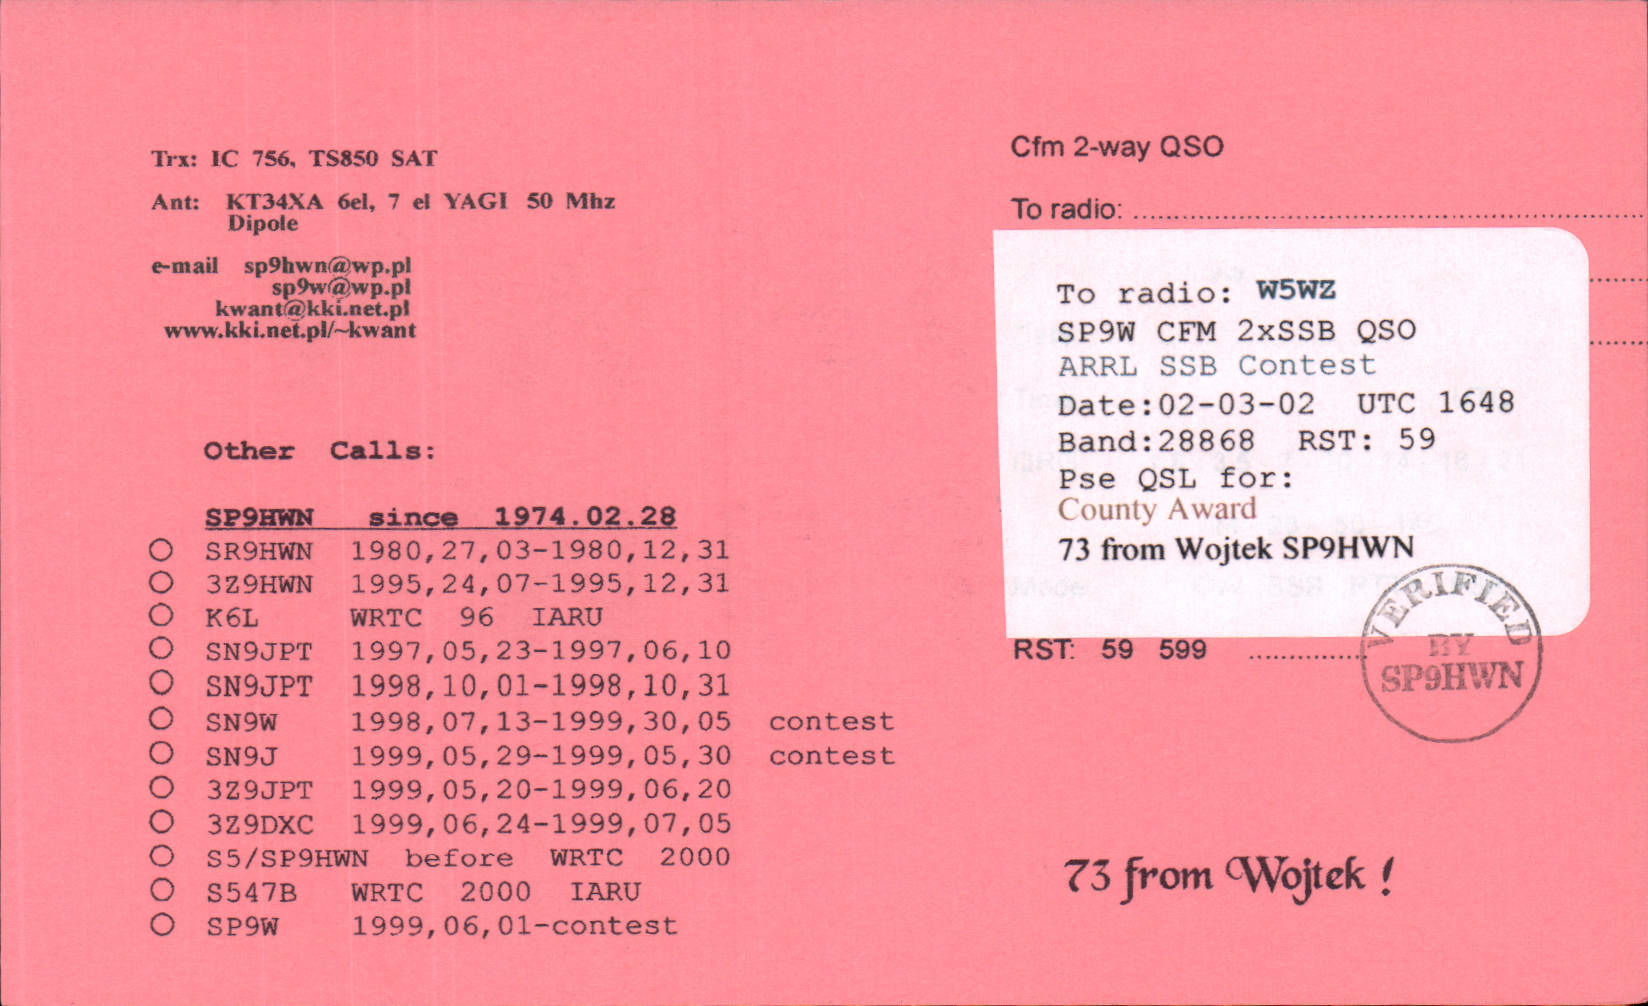 Trx: IC 756, TS850 SAT
Ant: KT34XA 6el, 7 el YAGI 50 Mhz
Dipole
e-mail sp9hwn@wp.pl
sp9w@wp.pl
kwant@kki.net.pl
www.kki.net.pl/~kwant
Other Calls:
SP9HWN since 1974.02.28
SR9HWN 1980,27,03-1980,12,31
3Z9HWN 1995,24,07-1995,12,31
K6L WRTC 96 IARU
SN9JPT 1997,05,23-1997,06,10
SN9JPT 1998,10,01-1998,10,31
SN9W 1998,07,13-1999,30,05 contest
SN9J 1999,05,29-1999,05,30 contest
3Z9JPT 1999,05,20-1999,06,20
3Z9DXC 1999,06,24-1999,07,05
S5/SP9HWN before WRTC 2000
S547B WRTC 2000 IARU
SP9W 1999,06,01-contest
Cfm 2-way QSO
To radio:
To radio: W5WZ
SP9W CFM 2xSSB QSO
ARRL SSB Contest
Date:02-03-02 UTC 1648
Band:28868 RST: 59
Pse QSL for:
County Award
73 from Wojtek SP9HWN
RST: 59 599
VERIFIED
BY
SP9HWN
73 from Wojtek !